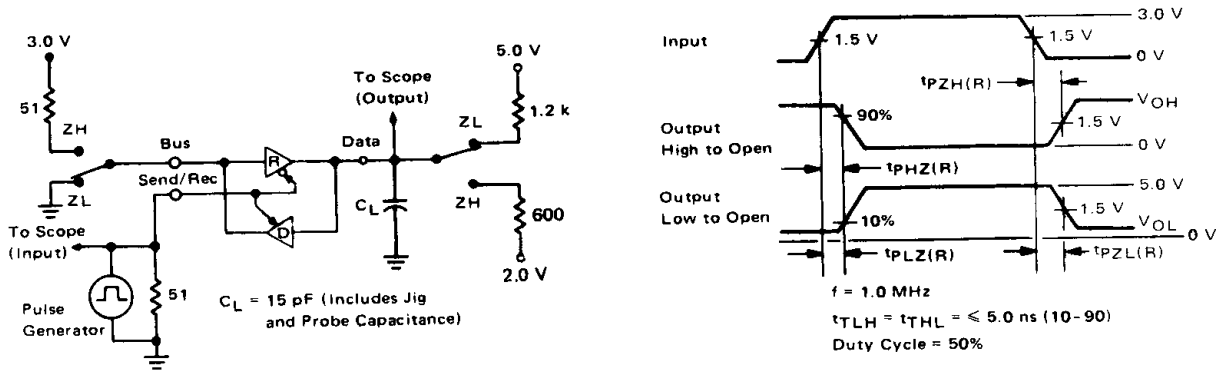 3.0 V
51
ZH
ZL
Bus
Send/Rec
R
D
Data
To Scope
(Output)
ZL
ZH
5.0 V
1.2 k
600
2.0 V
CL
To Scope
(Input)
Pulse
Generator
51
CL = 15 pF (Includes Jig
and Probe Capacitance)
Input
1.5 V
3.0 V
1.5 V
0 V
tPZH(R)
Output
High to Open
90%
VOH
1.5 V
0 V
tPHZ(R)
Output
Low to Open
10%
5.0 V
1.5 V
VOL
0 V
tPLZ(R)
tPZL(R)
f = 1.0 MHz
tTLH = tTHL = ≤ 5.0 ns (10-90)
Duty Cycle = 50%